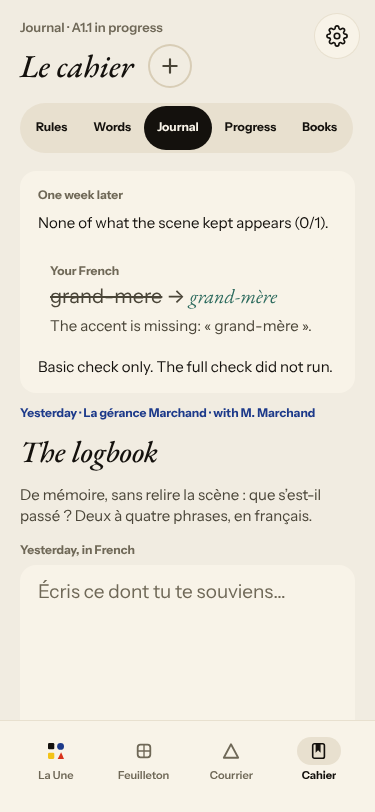 Journal · A1.1 in progress
Le cahier
Rules Words Journal Progress Books
One week later
None of what the scene kept appears (0/1).
Your French
grand-mere → grand-mère
The accent is missing: « grand-mère ».
Basic check only. The full check did not run.
Yesterday · La gérance Marchand · with M. Marchand
The logbook
De mémoire, sans relire la scène : que s'est-il
passé ? Deux à quatre phrases, en français.
Yesterday, in French
Écris ce dont tu te souviens...
La Une Feuilleton Courrier Cahier